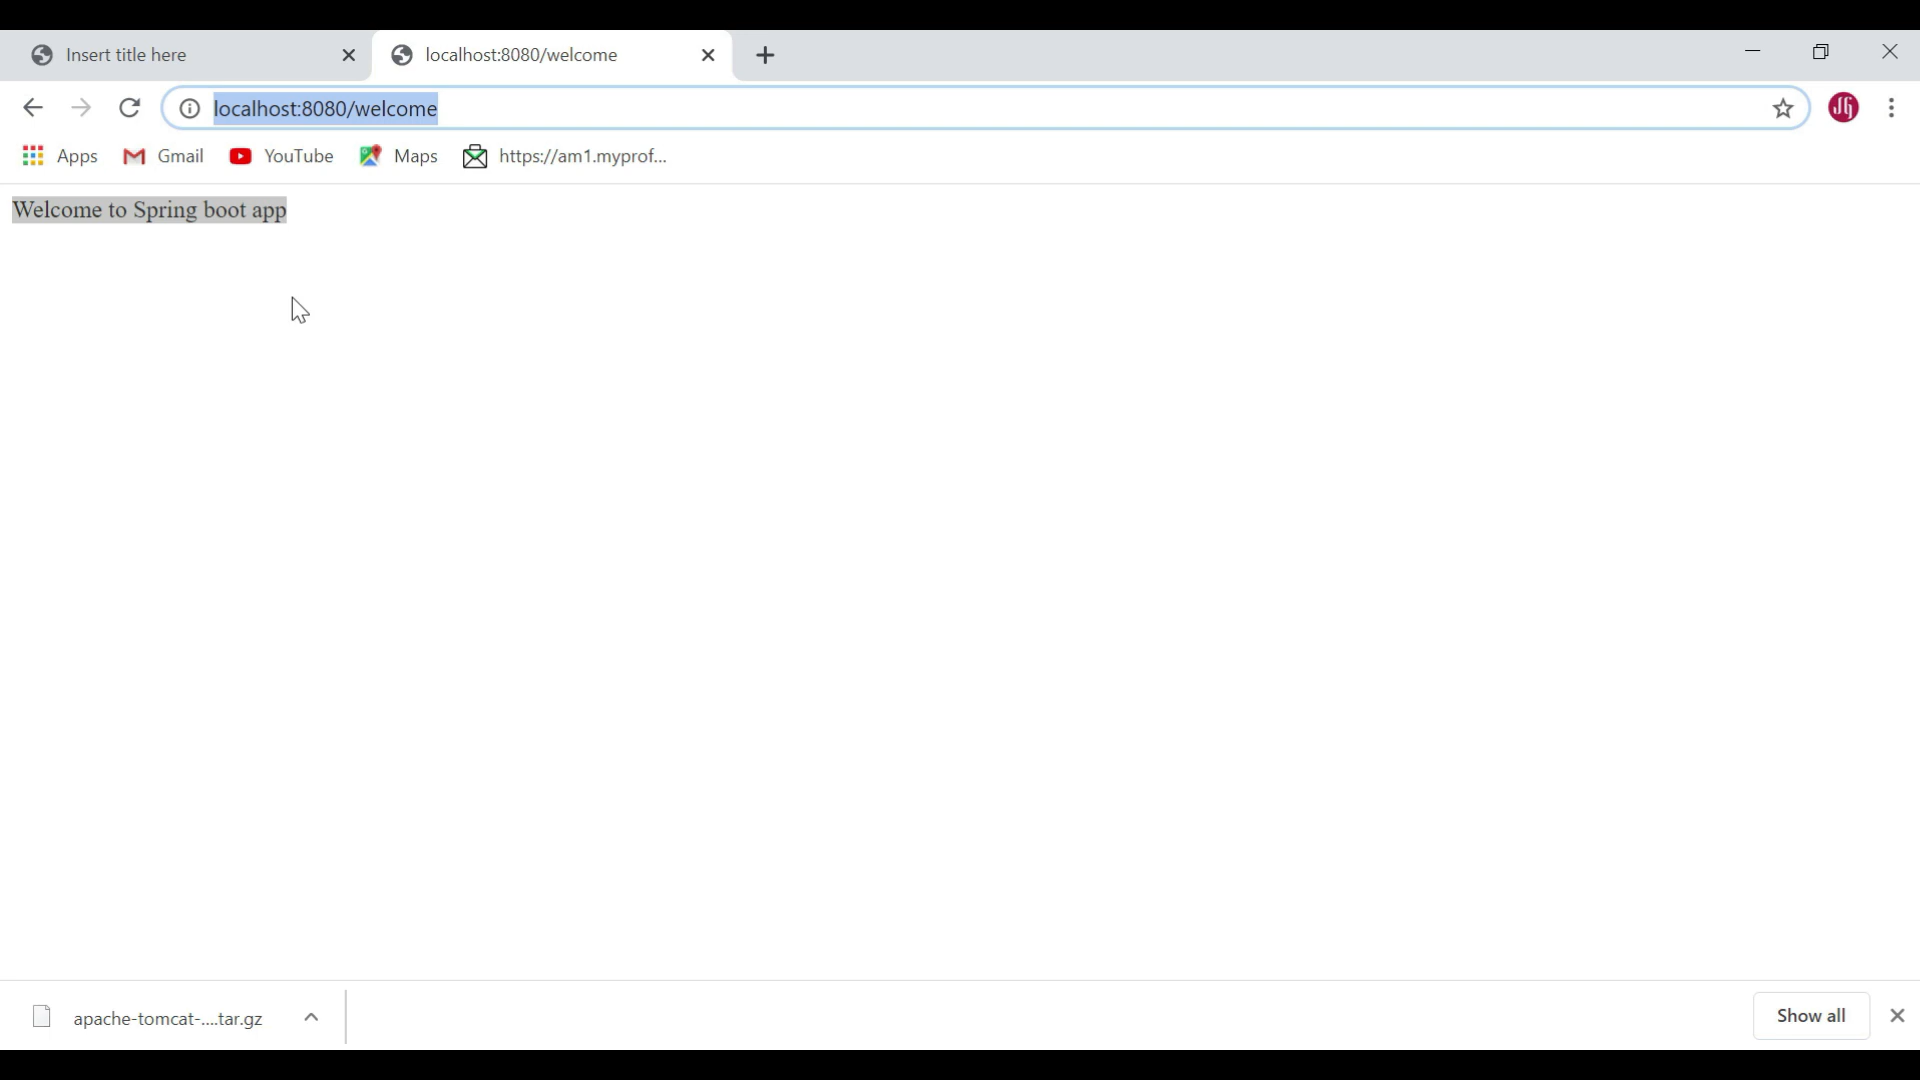 Insert title here
localhost:8080/welcome
localhost:8080/welcome
Apps
Gmail
YouTube
Maps
https://am1.myprof...
Welcome to Spring boot app
apache-tomcat-....tar.gz
Show all